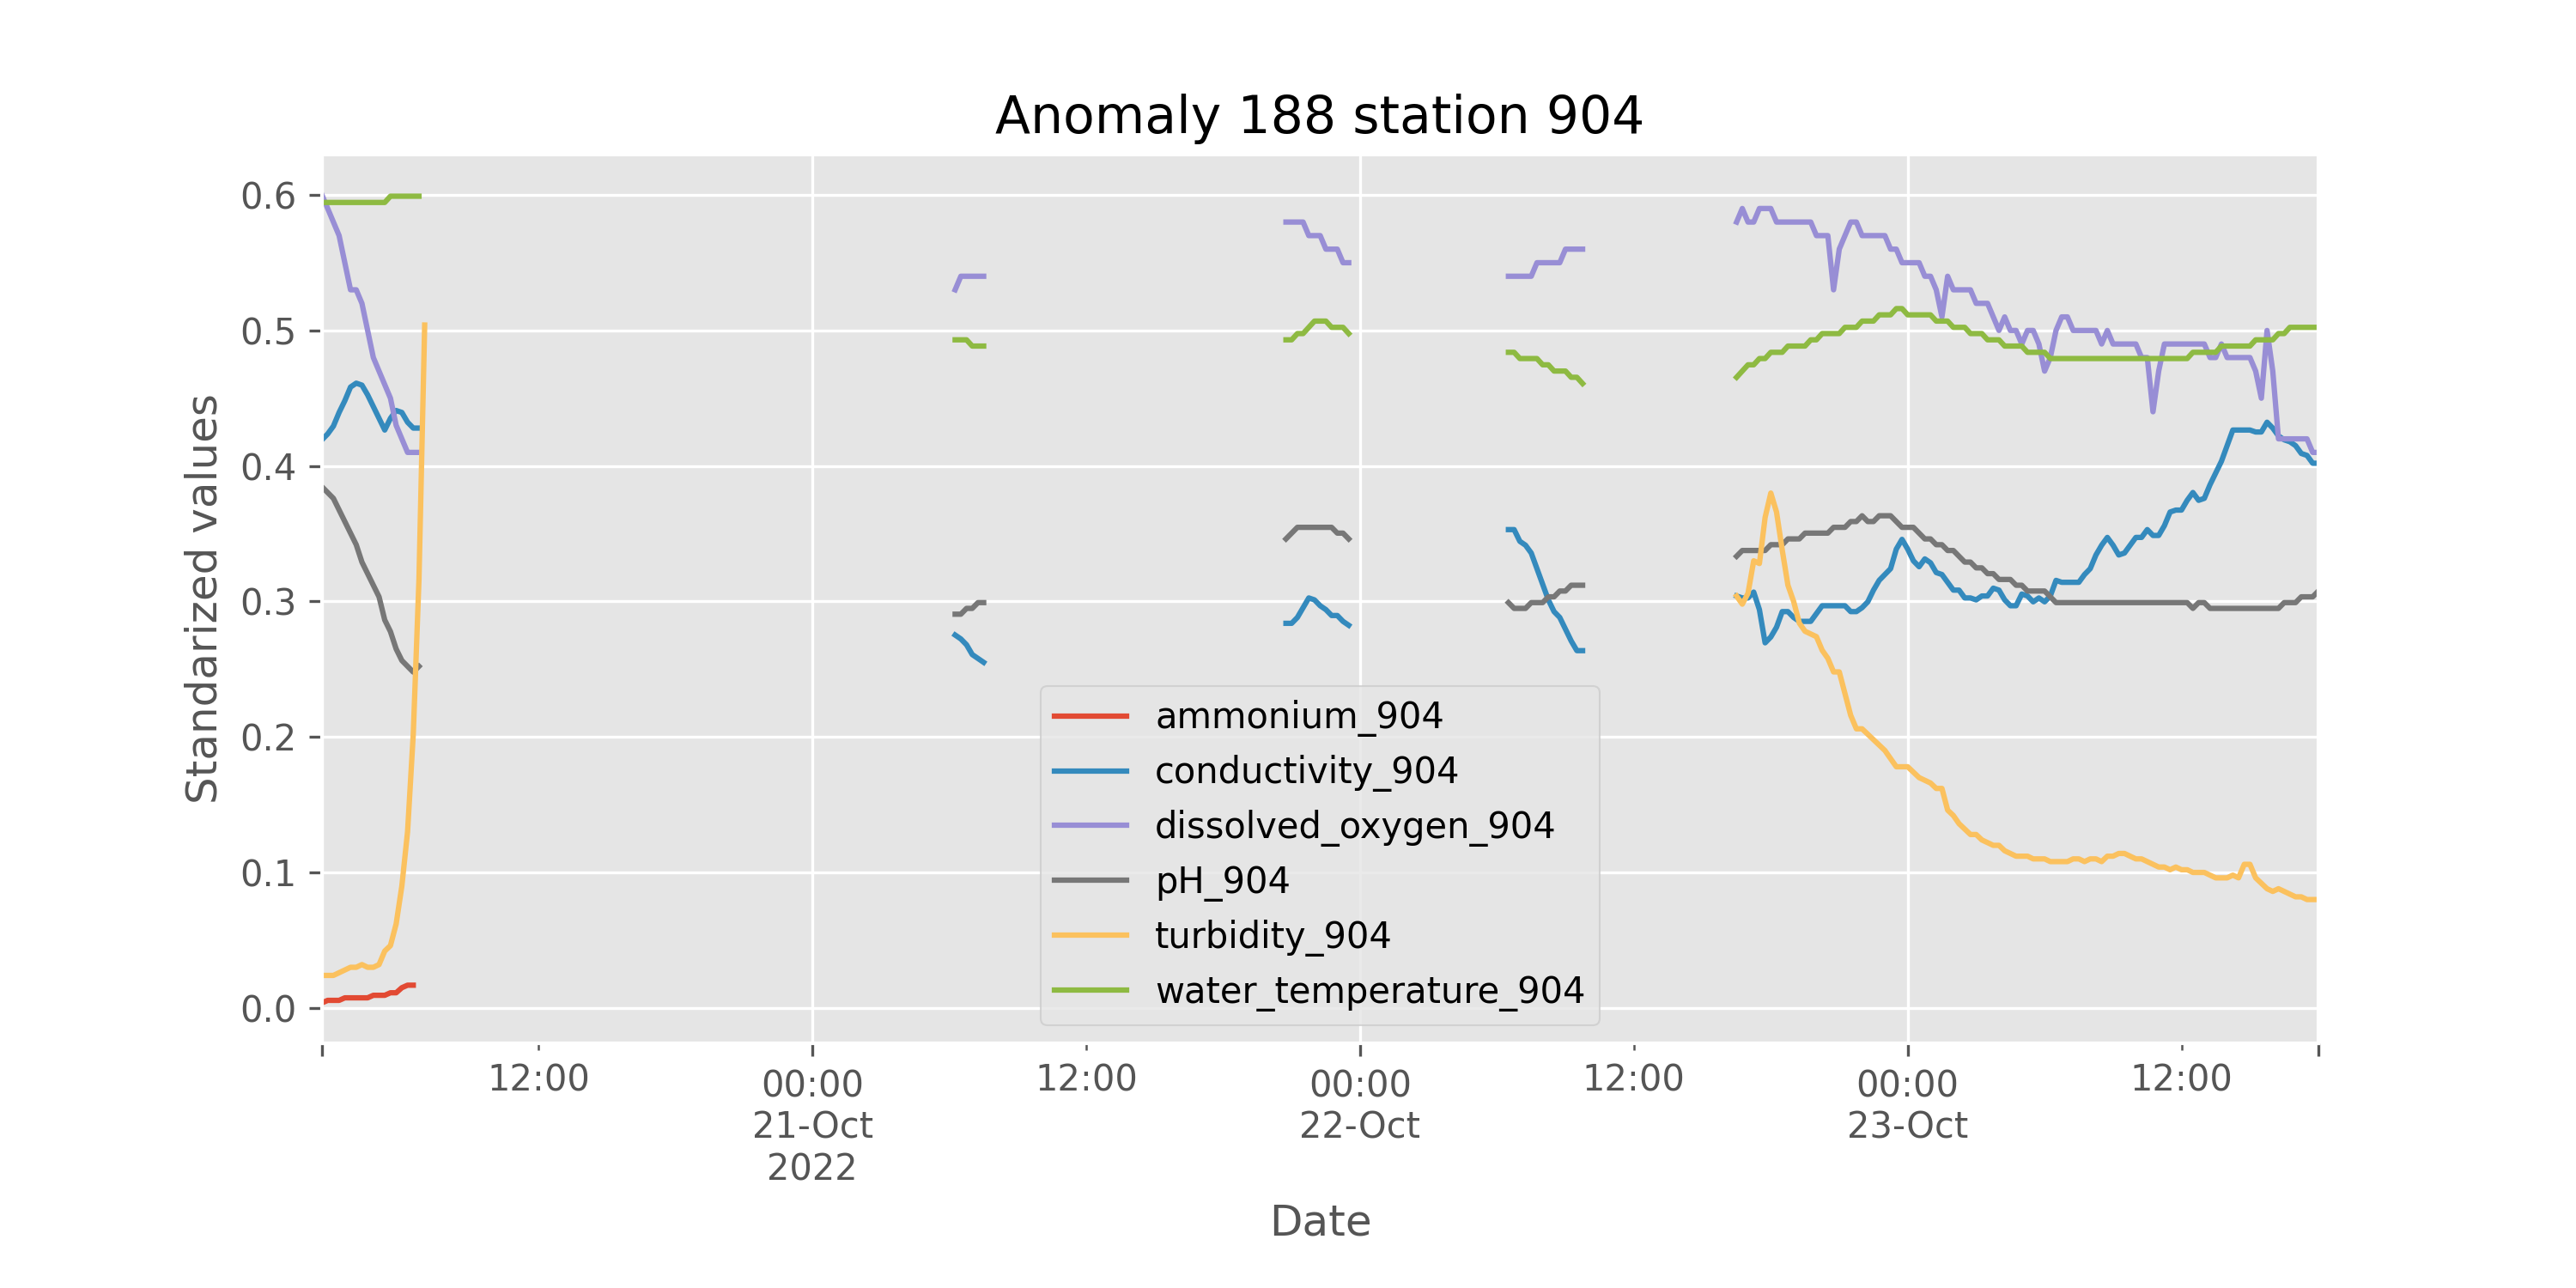 Anomaly 188 station 904
Standarized values
0.6
0.5
0.4
0.3
0.2
0.1
0.0
ammonium_904
conductivity_904
dissolved_oxygen_904
pH_904
turbidity_904
water_temperature_904
12:00
00:00
21-Oct
2022
12:00
00:00
22-Oct
12:00
00:00
23-Oct
12:00
Date